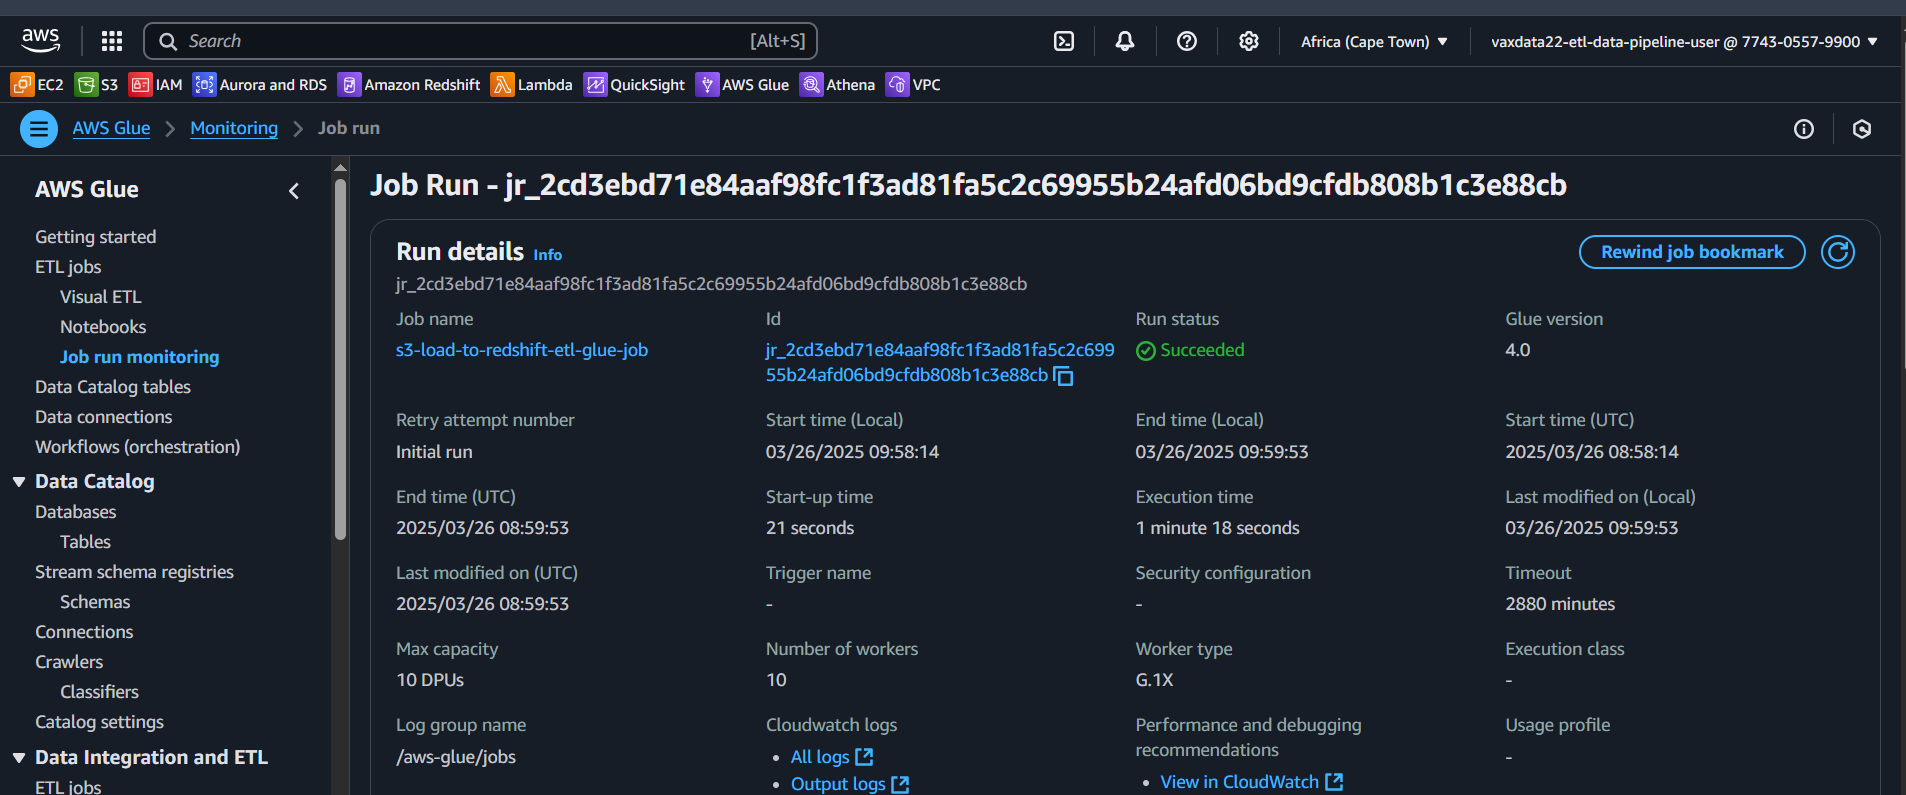 aws
Search
[Alt+S]
Africa (Cape Town)
vaxdata22-etl-data-pipeline-user @ 7743-0557-9900
EC2
S3
IAM
Aurora and RDS
Amazon Redshift
Lambda
QuickSight
AWS Glue
Athena
VPC
AWS Glue
Monitoring
Job run
AWS Glue
Getting started
ETL jobs
Visual ETL
Notebooks
Job run monitoring
Data Catalog tables
Data connections
Workflows (orchestration)
Data Catalog
Databases
Tables
Stream schema registries
Schemas
Connections
Crawlers
Classifiers
Catalog settings
Data Integration and ETL
ETL jobs
Job Run - jr_2cd3ebd71e84aaf98fc1f3ad81fa5c2c69955b24afd06bd9cfdb808b1c3e88cb
Run details Info
Rewind job bookmark
jr_2cd3ebd71e84aaf98fc1f3ad81fa5c2c69955b24afd06bd9cfdb808b1c3e88cb
Job name
s3-load-to-redshift-etl-glue-job
Id
jr_2cd3ebd71e84aaf98fc1f3ad81fa5c2c699
55b24afd06bd9cfdb808b1c3e88cb
Run status
Succeeded
Glue version
4.0
Retry attempt number
Initial run
Start time (Local)
03/26/2025 09:58:14
End time (Local)
03/26/2025 09:59:53
Start time (UTC)
2025/03/26 08:58:14
End time (UTC)
2025/03/26 08:59:53
Start-up time
21 seconds
Execution time
1 minute 18 seconds
Last modified on (Local)
03/26/2025 09:59:53
Last modified on (UTC)
2025/03/26 08:59:53
Trigger name
-
Security configuration
-
Timeout
2880 minutes
Max capacity
10 DPUs
Number of workers
10
Worker type
G.1X
Execution class
-
Log group name
/aws-glue/jobs
Cloudwatch logs
• All logs
• Output logs
Performance and debugging
recommendations
• View in CloudWatch
Usage profile
-